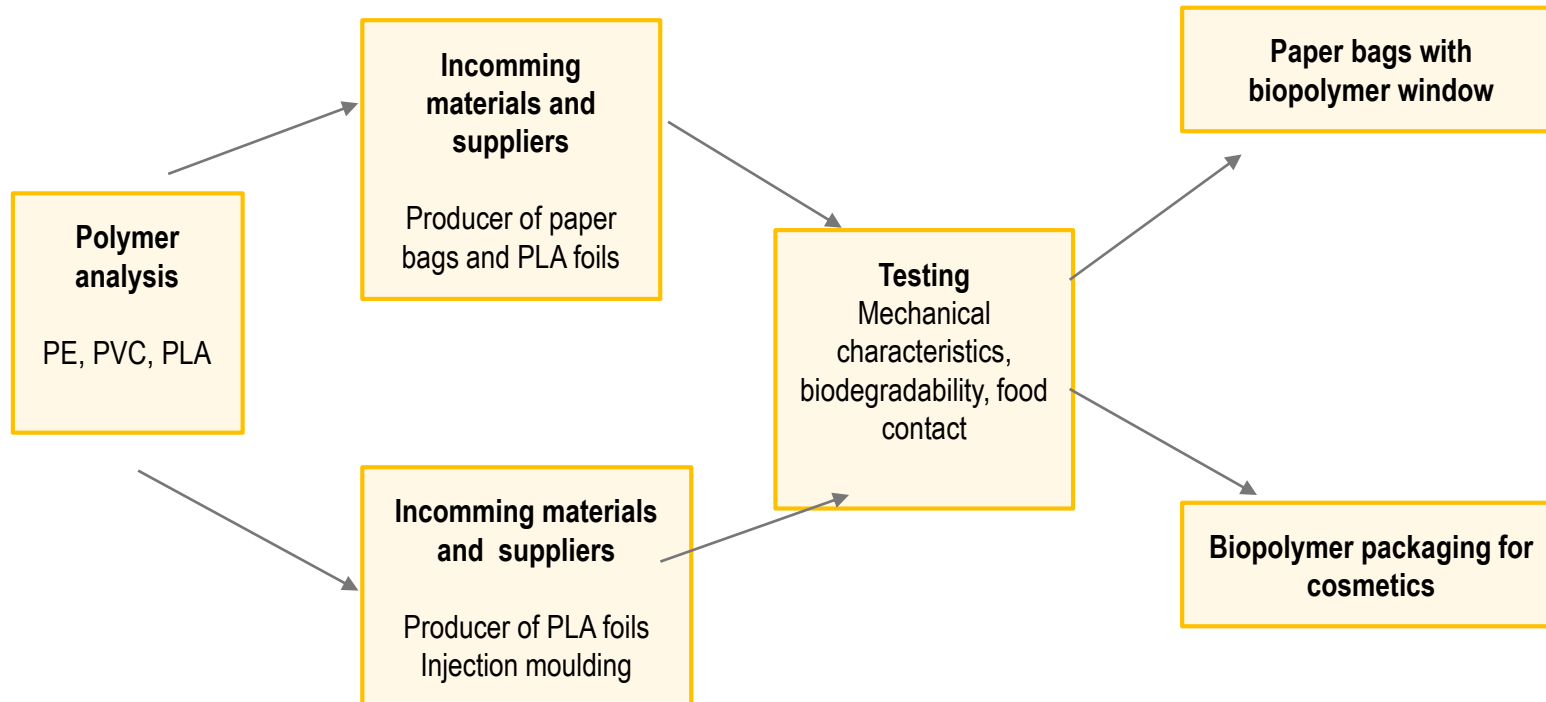 Polymer
analysis
PE, PVC, PLA
Incomming
materials and
suppliers
Producer of paper
bags and PLA foils
Incomming materials
and  suppliers
Producer of PLA foils
Injection moulding
Testing
Mechanical
characteristics,
biodegradability, food
contact
Paper bags with
biopolymer window
Biopolymer packaging for
cosmetics